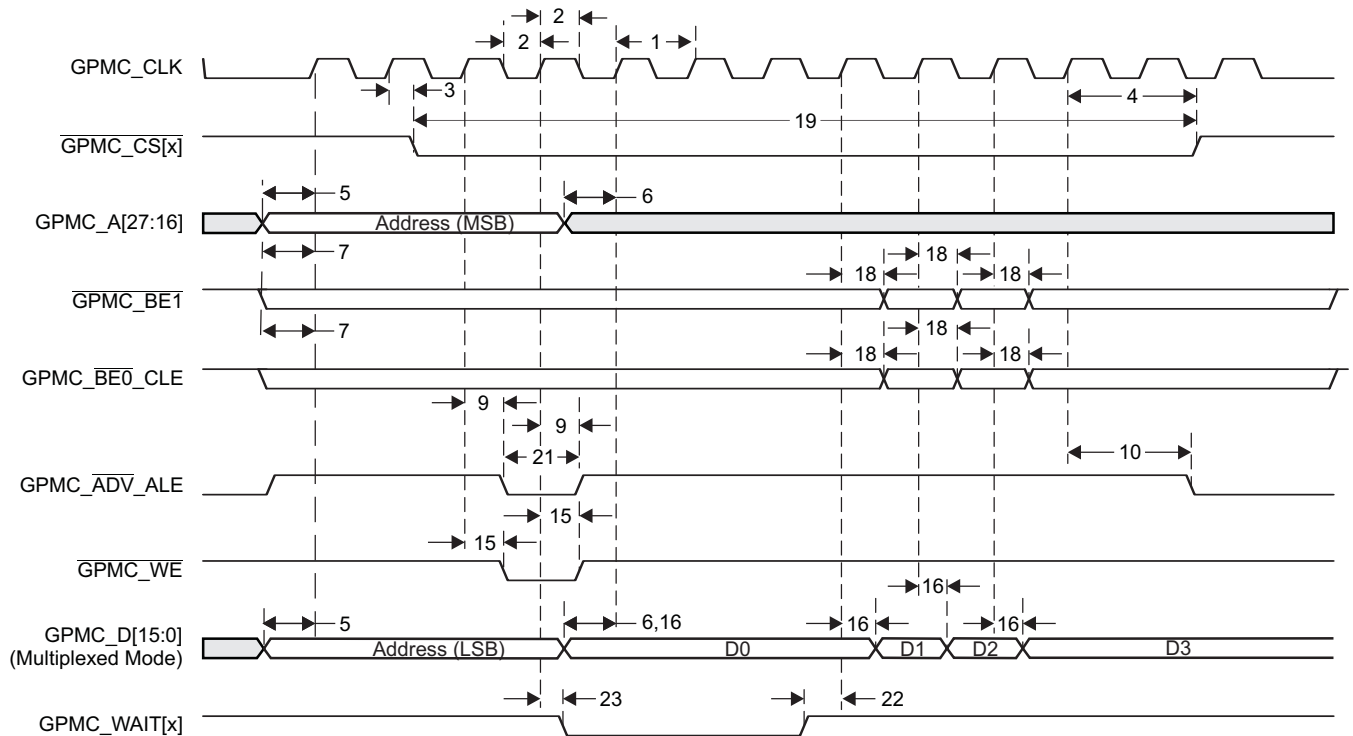 2
2
1
GPMC_CLK
3
4
19
GPMC_CS[x]
5
6
GPMC_A[27:16]
Address (MSB)
7
18
18
18
GPMC_BE1
7
18
18
18
GPMC_BE0_CLE
9
9
21
10
GPMC_ADV_ALE
15
15
GPMC_WE
16
5
6,16
16
16
GPMC_D[15:0]
(Multiplexed Mode)
Address (LSB)
D0
D1
D2
D3
23
22
GPMC_WAIT[x]